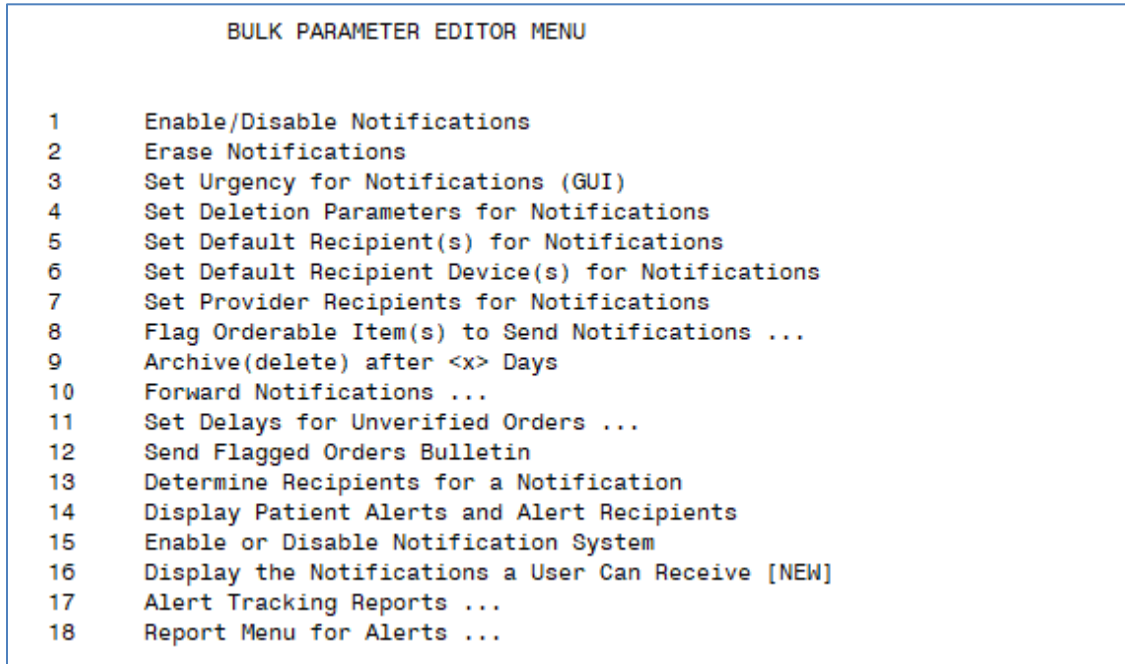 BULK PARAMETER EDITOR MENU
1 Enable/Disable Notifications
2 Erase Notifications
3 Set Urgency for Notifications (GUI)
4 Set Deletion Parameters for Notifications
5 Set Default Recipient(s) for Notifications
6 Set Default Recipient Device(s) for Notifications
7 Set Provider Recipients for Notifications
8 Flag Orderable Item(s) to Send Notifications ...
9 Archive(delete) after <x> Days
10 Forward Notifications ...
11 Set Delays for Unverified Orders ...
12 Send Flagged Orders Bulletin
13 Determine Recipients for a Notification
14 Display Patient Alerts and Alert Recipients
15 Enable or Disable Notification System
16 Display the Notifications a User Can Receive [NEW]
17 Alert Tracking Reports ...
18 Report Menu for Alerts ...